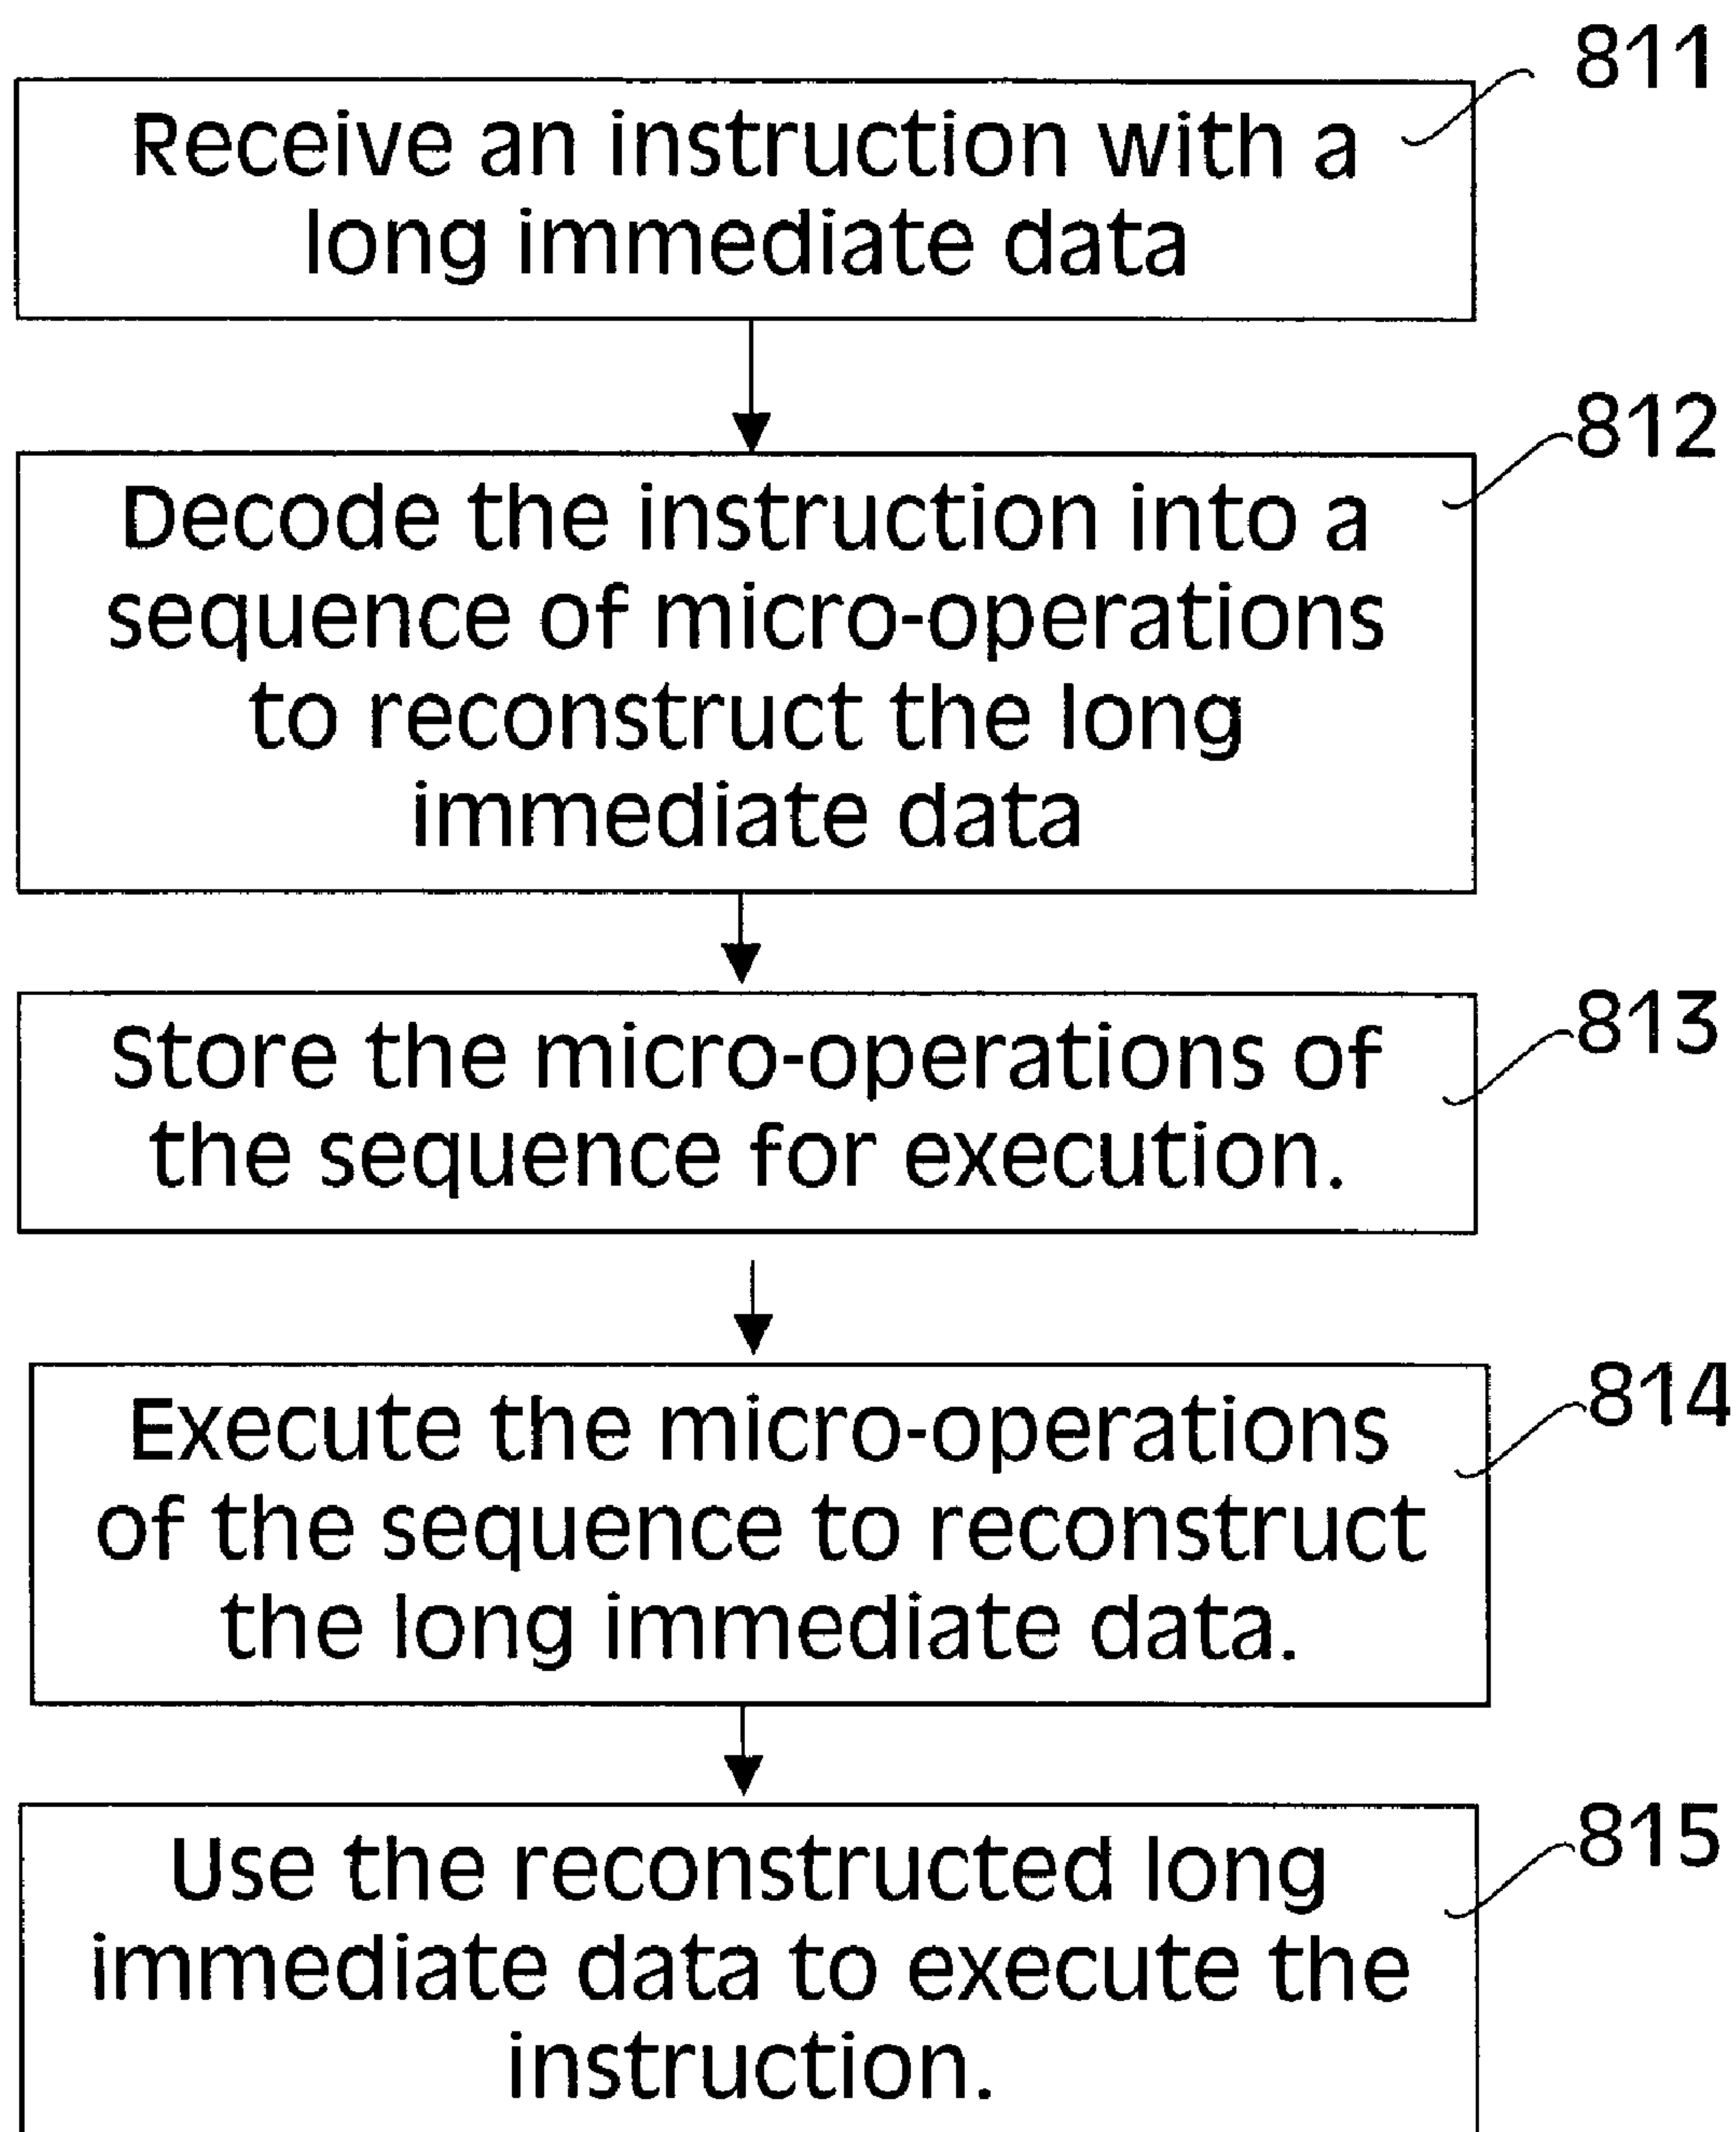 811
Receive an instruction with a
long immediate data
812
Decode the instruction into a
sequence of micro-operations
to reconstruct the long
immediate data
813
Store the micro-operations of
the sequence for execution.
814
Execute the micro-operations
of the sequence to reconstruct
the long immediate data.
815
Use the reconstructed long
immediate data to execute the
instruction.